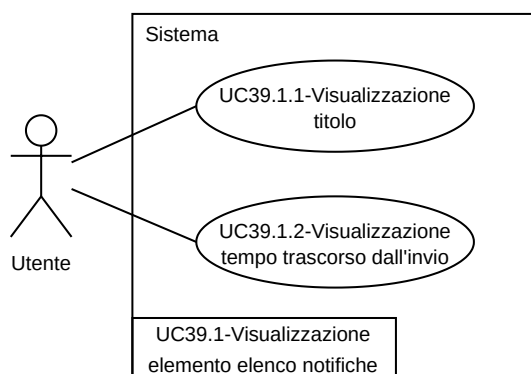 Sistema
UC39.1.1-Visualizzazione
titolo
UC39.1.2-Visualizzazione
tempo trascorso dall'invio
Utente
UC39.1-Visualizzazione
elemento elenco notifiche